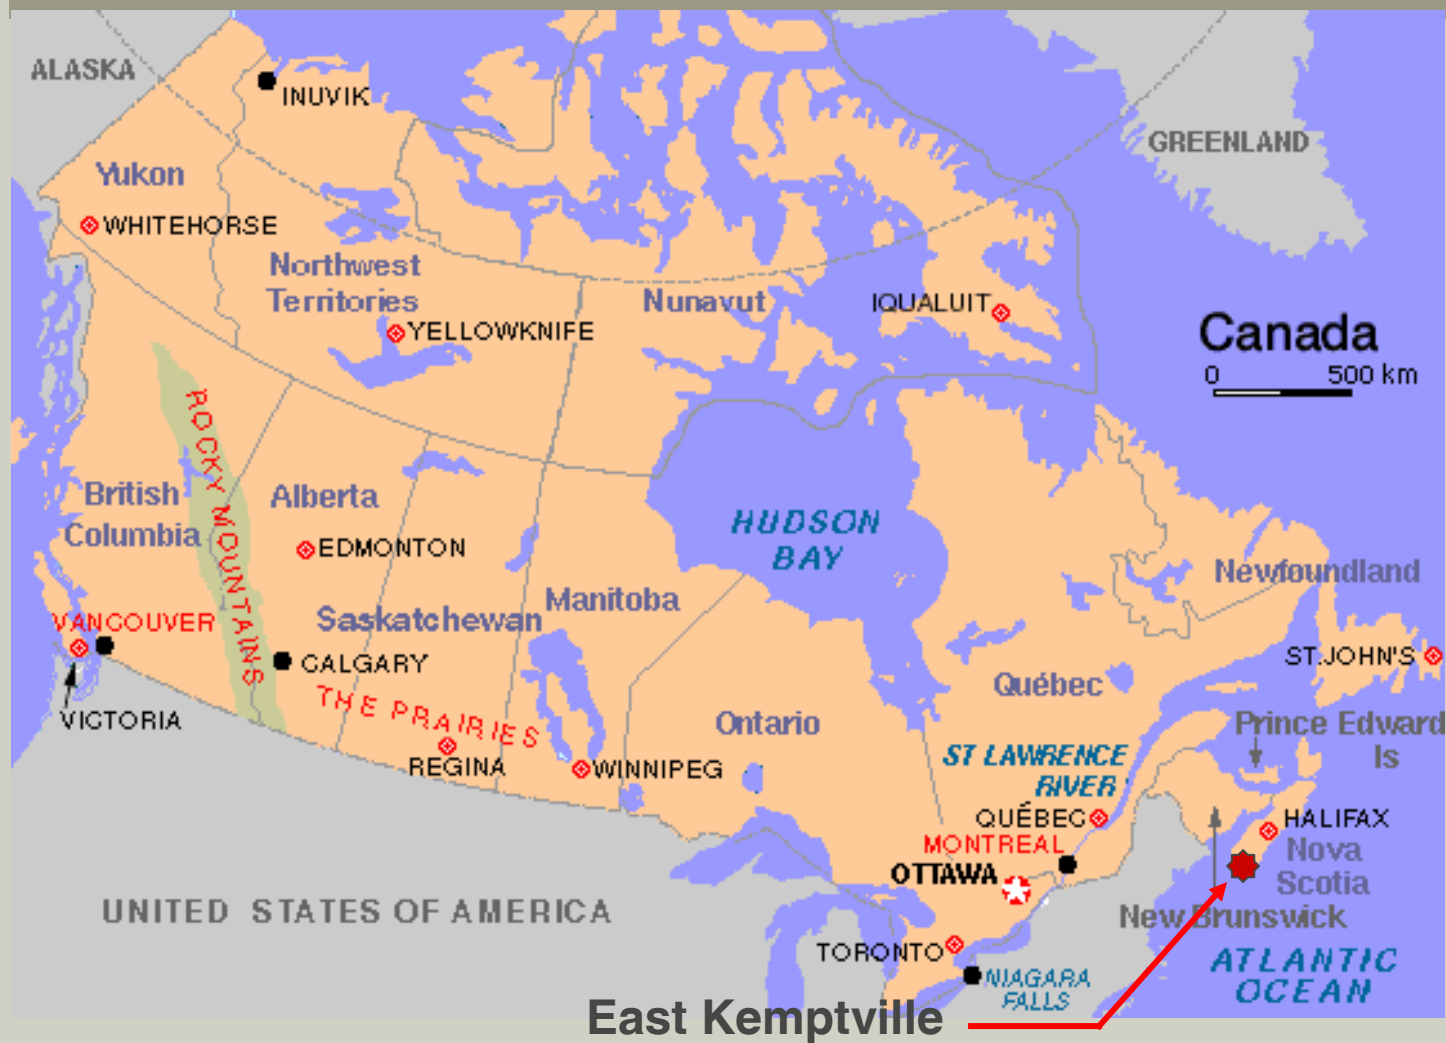 ALASKA
INUVIK
GREENLAND
Yukon
WHITEHORSE
Northwest
Territories
Nunavut
IQUALUIT
YELLOWKNIFE
Canada
0 500 km
ROCKY MOUNTAINS
British
Columbia
Alberta
HUDSON
BAY
EDMONTON
Newfoundland
Manitoba
Saskatchewan
VANCOUVER
CALGARY
ST.JOHN'S
Québec
THE PRAIRIES
VICTORIA
Ontario
Prince Edward
Is
ST LAWRENCE
RIVER
REGINA
WINNIPEG
QUÉBEC
HALIFAX
MONTREAL
Nova
Scotia
OTTAWA
UNITED STATES OF AMERICA
New Brunswick
TORONTO
ATLANTIC
OCEAN
NIAGARA
FALLS
East Kemptville